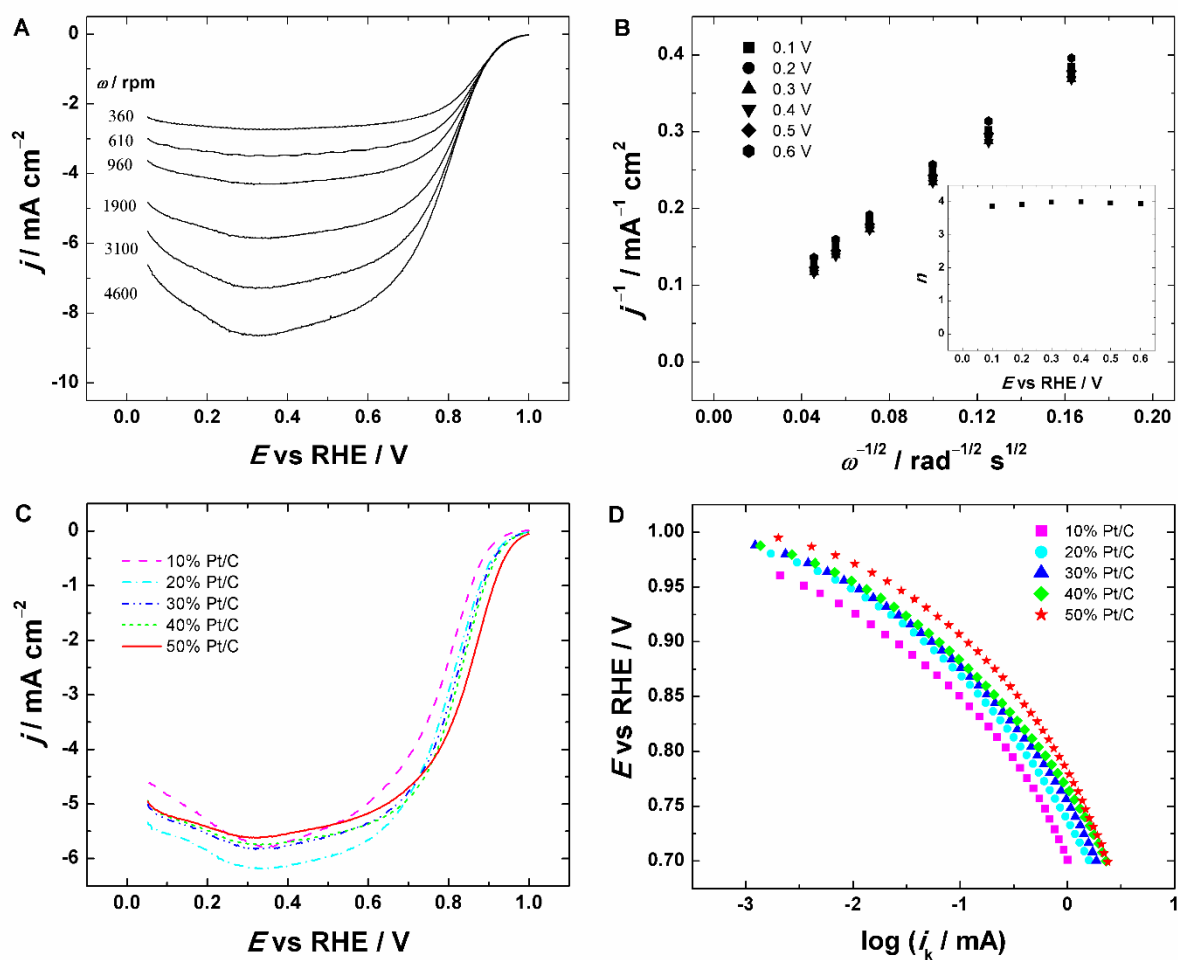 A
ω / rpm
360
610
960
1900
3100
4600
0
-2
-4
-6
-8
-10
j / mA cm⁻²
0.0 0.2 0.4 0.6 0.8 1.0
E vs RHE / V
B
0.1 V
0.2 V
0.3 V
0.4 V
0.5 V
0.6 V
0.4
0.3
0.2
0.1
0.0
j⁻¹ / mA⁻¹ cm²
0.00 0.04 0.08 0.12 0.16 0.20
ω⁻¹/² / rad⁻¹/² s¹/²
4
3
2
1
0
n
0.0 0.1 0.2 0.3 0.4 0.5 0.6
E vs RHE / V
C
10% Pt/C
20% Pt/C
30% Pt/C
40% Pt/C
50% Pt/C
0
-1
-2
-3
-4
-5
-6
j / mA cm⁻²
0.0 0.2 0.4 0.6 0.8 1.0
E vs RHE / V
D
10% Pt/C
20% Pt/C
30% Pt/C
40% Pt/C
50% Pt/C
1.00
0.95
0.90
0.85
0.80
0.75
0.70
E vs RHE / V
-3 -2 -1 0 1
log (iₖ / mA)